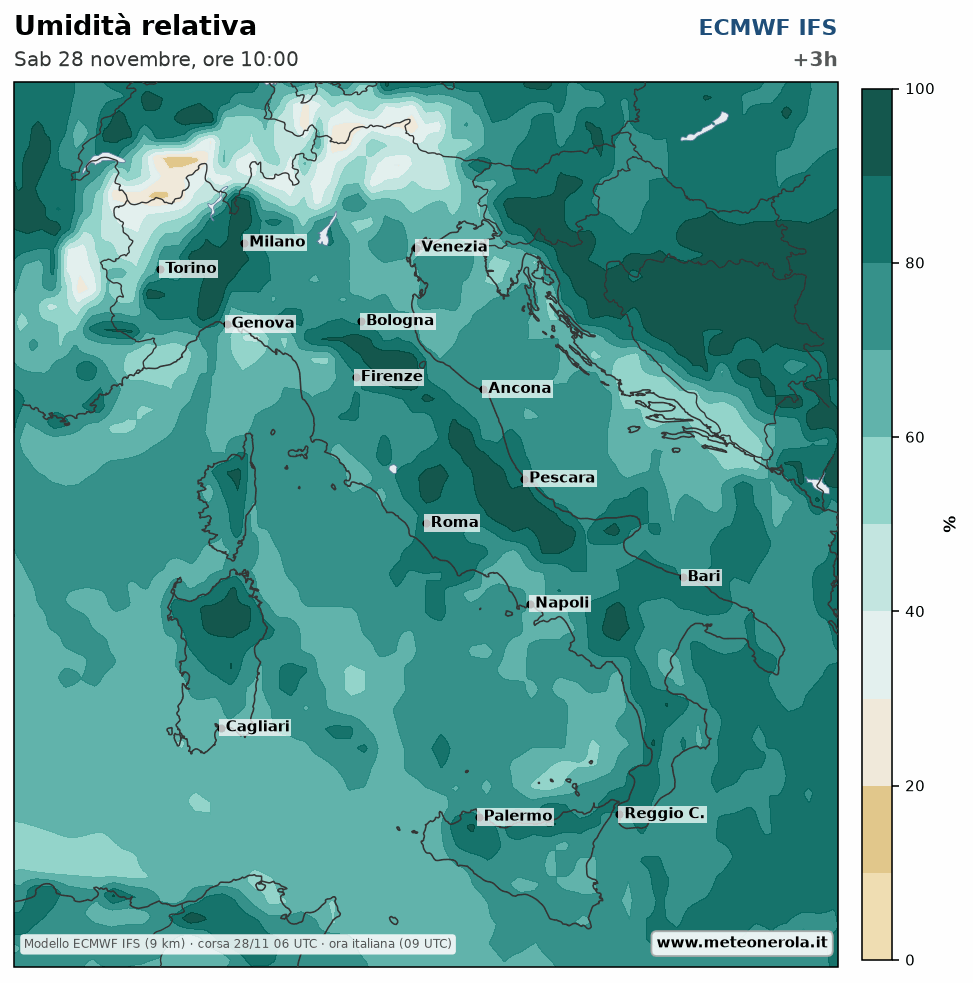 Umidità relativa
ECMWF IFS
Sab 28 novembre, ore 10:00
+3h
100
80
60
40
20
0
%
Milano
Venezia
Torino
Genova
Bologna
Firenze
Ancona
Pescara
Roma
Bari
Napoli
Cagliari
Palermo
Reggio C.
Modello ECMWF IFS (9 km) · corsa 28/11 06 UTC · ora italiana (09 UTC)
www.meteonerola.it